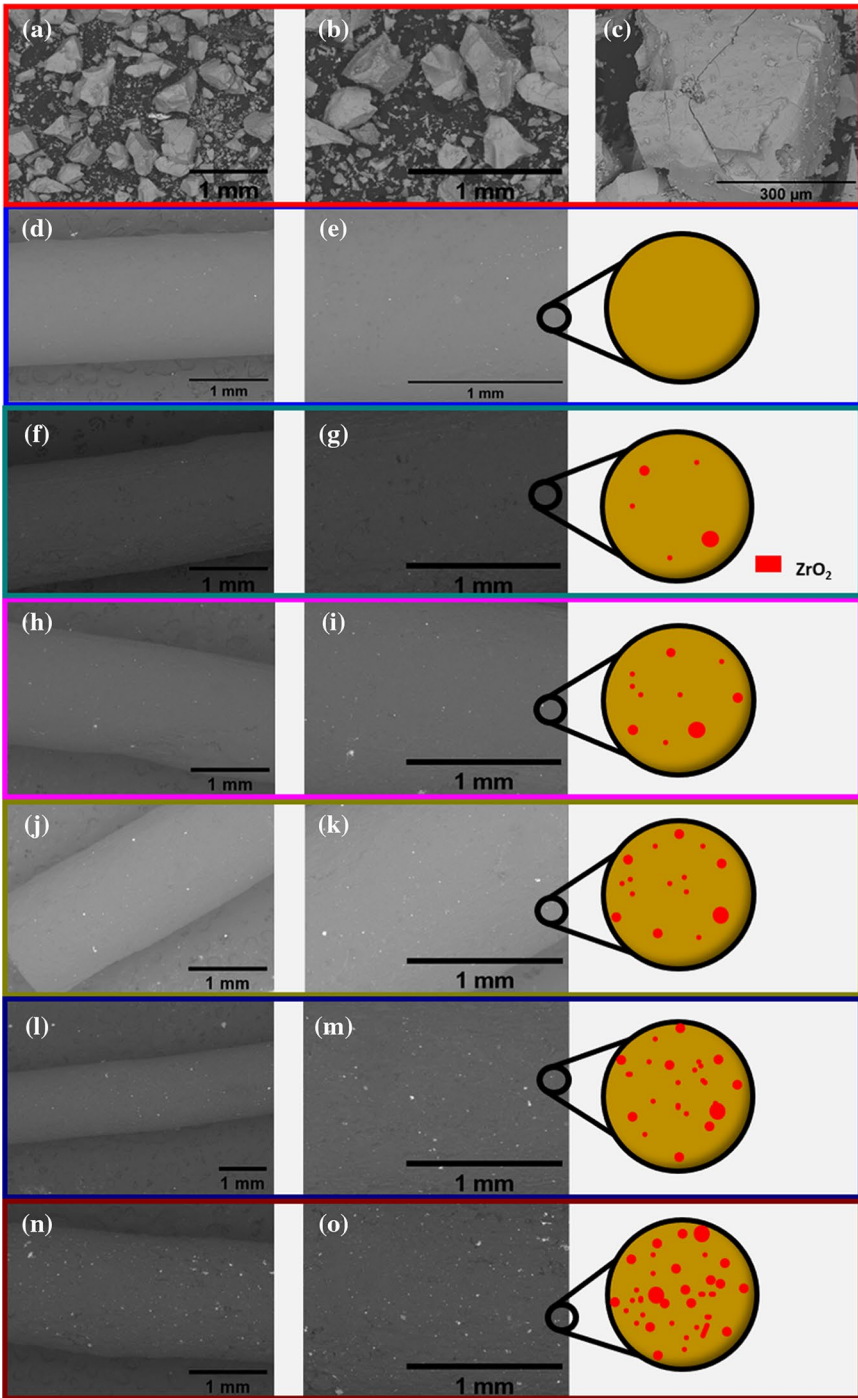 (a)
(b)
(c)
1 mm
1 mm
300 µm
(d)
(e)
1 mm
1 mm
(f)
(g)
1 mm
1 mm
ZrO₂
(h)
(i)
1 mm
1 mm
(j)
(k)
1 mm
1 mm
(l)
(m)
1 mm
1 mm
(n)
(o)
1 mm
1 mm